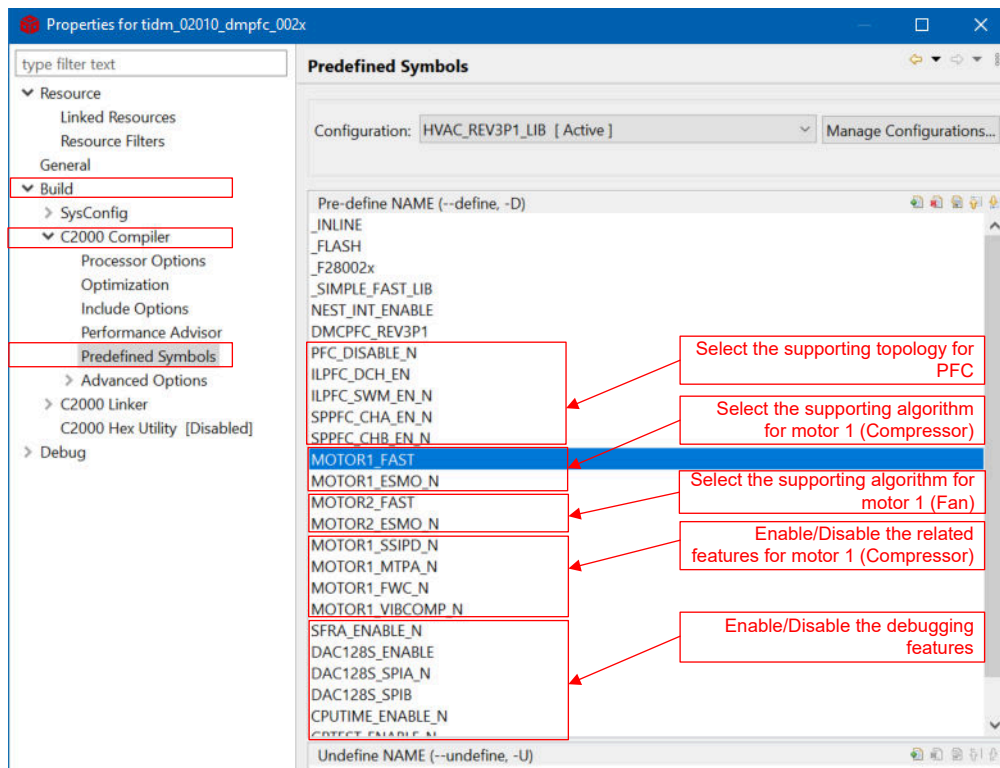 Properties for tidm_02010_dmpfc_002x
type filter text
Resource
Linked Resources
Resource Filters
General
Build
SysConfig
C2000 Compiler
Processor Options
Optimization
Include Options
Performance Advisor
Predefined Symbols
Advanced Options
C2000 Linker
C2000 Hex Utility [Disabled]
Debug
Predefined Symbols
Configuration: HVAC_REV3P1_LIB [ Active ] Manage Configurations...
Pre-define NAME (--define, -D)
_INLINE
_FLASH
_F28002x
_SIMPLE_FAST_LIB
NEST_INT_ENABLE
DMCPFC_REV3P1
PFC_DISABLE_N
ILPFC_DCH_EN
ILPFC_SWM_EN_N
SPPFC_CHA_EN_N
SPPFC_CHB_EN_N
MOTOR1_FAST
MOTOR1_ESMO_N
MOTOR2_FAST
MOTOR2_ESMO_N
MOTOR1_SSIPD_N
MOTOR1_MTPA_N
MOTOR1_FWC_N
MOTOR1_VIBCOMP_N
SFRA_ENABLE_N
DAC128S_ENABLE
DAC128S_SPIA_N
DAC128S_SPIB
CPUTIME_ENABLE_N
Select the supporting topology for
PFC
Select the supporting algorithm
for motor 1 (Compressor)
Select the supporting algorithm for
motor 1 (Fan)
Enable/Disable the related
features for motor 1 (Compressor)
Enable/Disable the debugging
features
Undefine NAME (--undefine, -U)